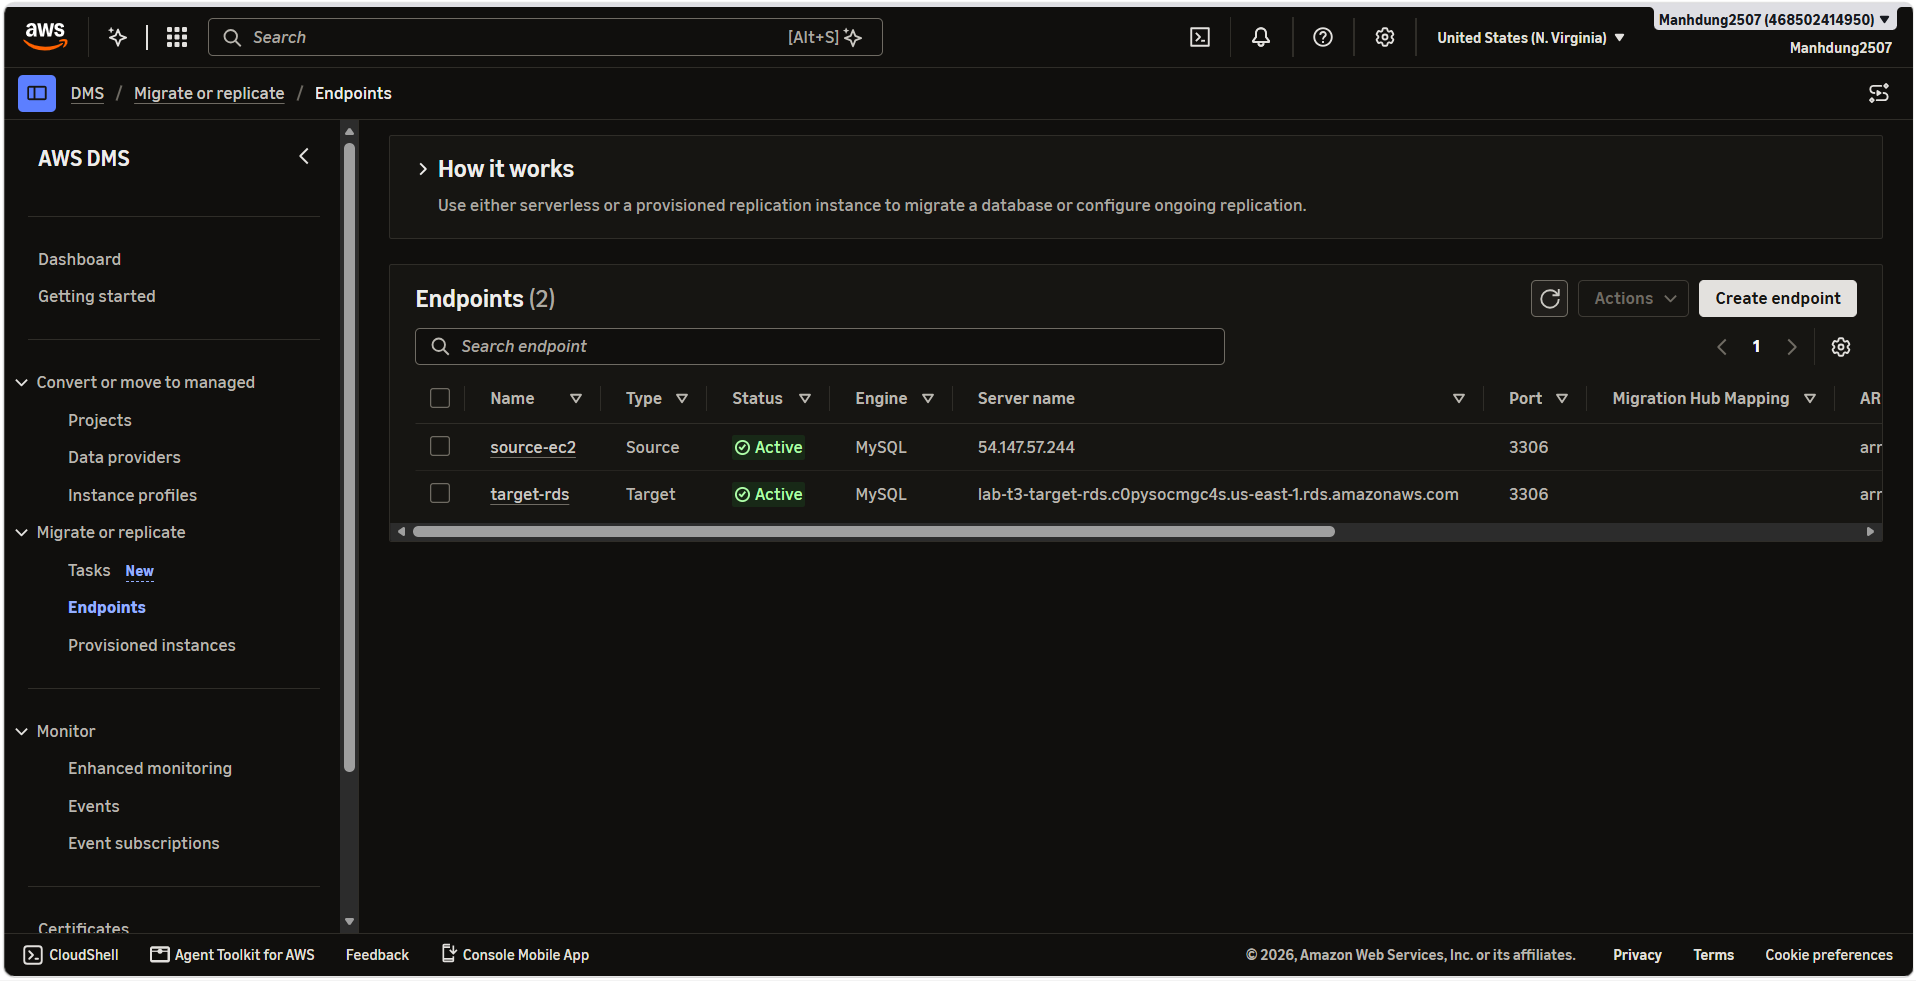 aws
Search
[Alt+S]
United States (N. Virginia)
Manhdung2507 (468502414950)
Manhdung2507
DMS / Migrate or replicate / Endpoints
AWS DMS
Dashboard
Getting started
Convert or move to managed
Projects
Data providers
Instance profiles
Migrate or replicate
Tasks New
Endpoints
Provisioned instances
Monitor
Enhanced monitoring
Events
Event subscriptions
Certificates
How it works
Use either serverless or a provisioned replication instance to migrate a database or configure ongoing replication.
Endpoints (2)
Actions
Create endpoint
Search endpoint
1
Name Type Status Engine Server name Port Migration Hub Mapping AR
source-ec2 Source Active MySQL 54.147.57.244 3306 arr
target-rds Target Active MySQL lab-t3-target-rds.c0pysocmgc4s.us-east-1.rds.amazonaws.com 3306 arr
CloudShell Agent Toolkit for AWS Feedback Console Mobile App © 2026, Amazon Web Services, Inc. or its affiliates. Privacy Terms Cookie preferences